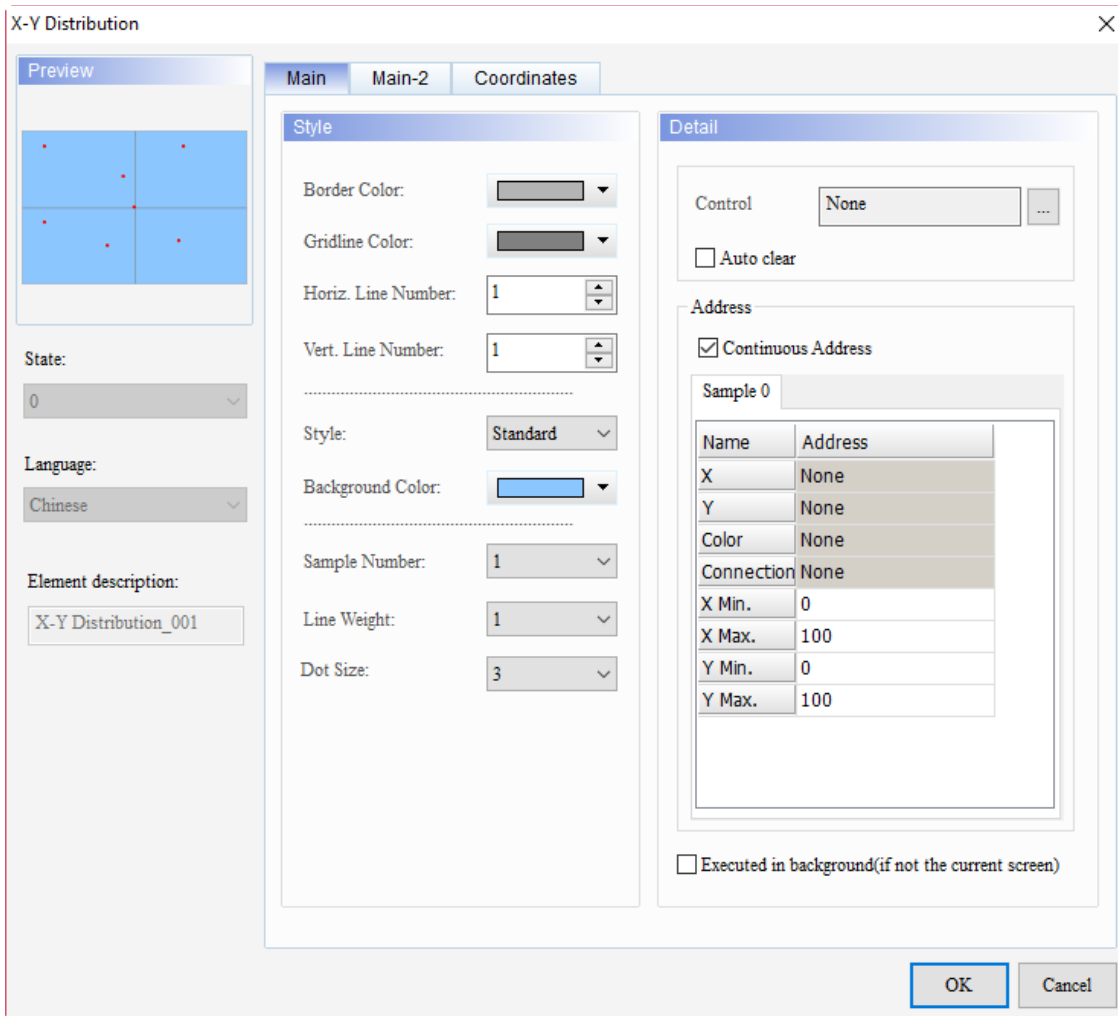 X-Y Distribution
Preview
State:
0
Language:
Chinese
Element description:
X-Y Distribution_001
Main
Main-2
Coordinates
Style
Border Color:
Gridline Color:
Horiz. Line Number:
1
Vert. Line Number:
1
Style:
Standard
Background Color:
Sample Number:
1
Line Weight:
1
Dot Size:
3
Detail
Control
None
...
Auto clear
Address
Continuous Address
Sample 0
Name Address
X None
Y None
Color None
Connection None
X Min. 0
X Max. 100
Y Min. 0
Y Max. 100
Executed in background(if not the current screen)
OK
Cancel